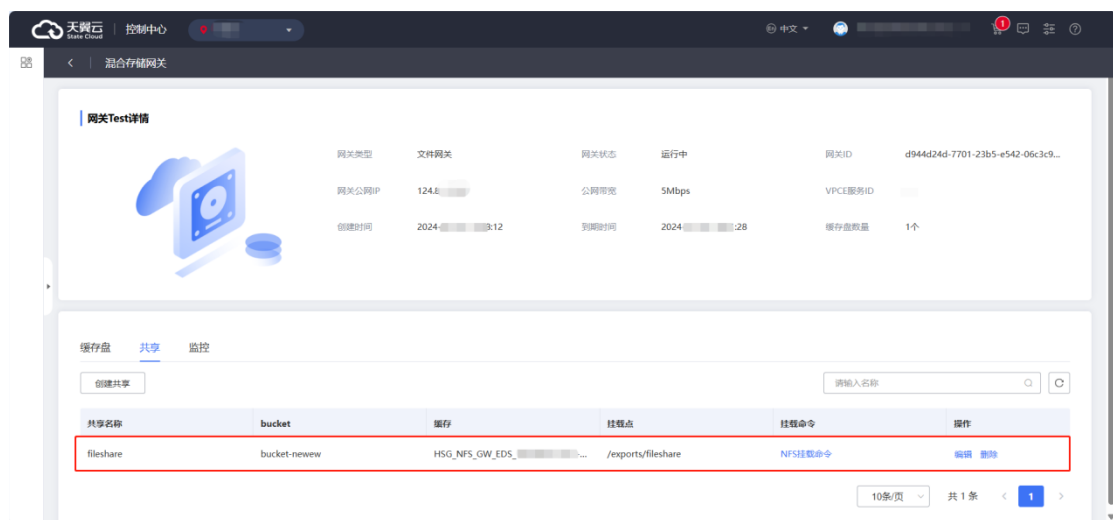 天翼云 控制中心 中文 1
State Cloud
混合存储网关
网关Test详情
网关类型 文件网关 网关状态 运行中 网关ID d944d24d-7701-23b5-e542-06c3c9...
网关公网IP 124. 公网带宽 5Mbps VPCE服务ID
创建时间 2024- :12 到期时间 2024 :28 缓存盘数量 1个
缓存盘 共享 监控
创建共享 请输入名称
共享名称 bucket 缓存 挂载点 挂载命令 操作
fileshare bucket-newew HSG_NFS_GW_EDS_ -... /exports/fileshare NFS挂载命令 编辑 删除
10条/页 共 1 条 1